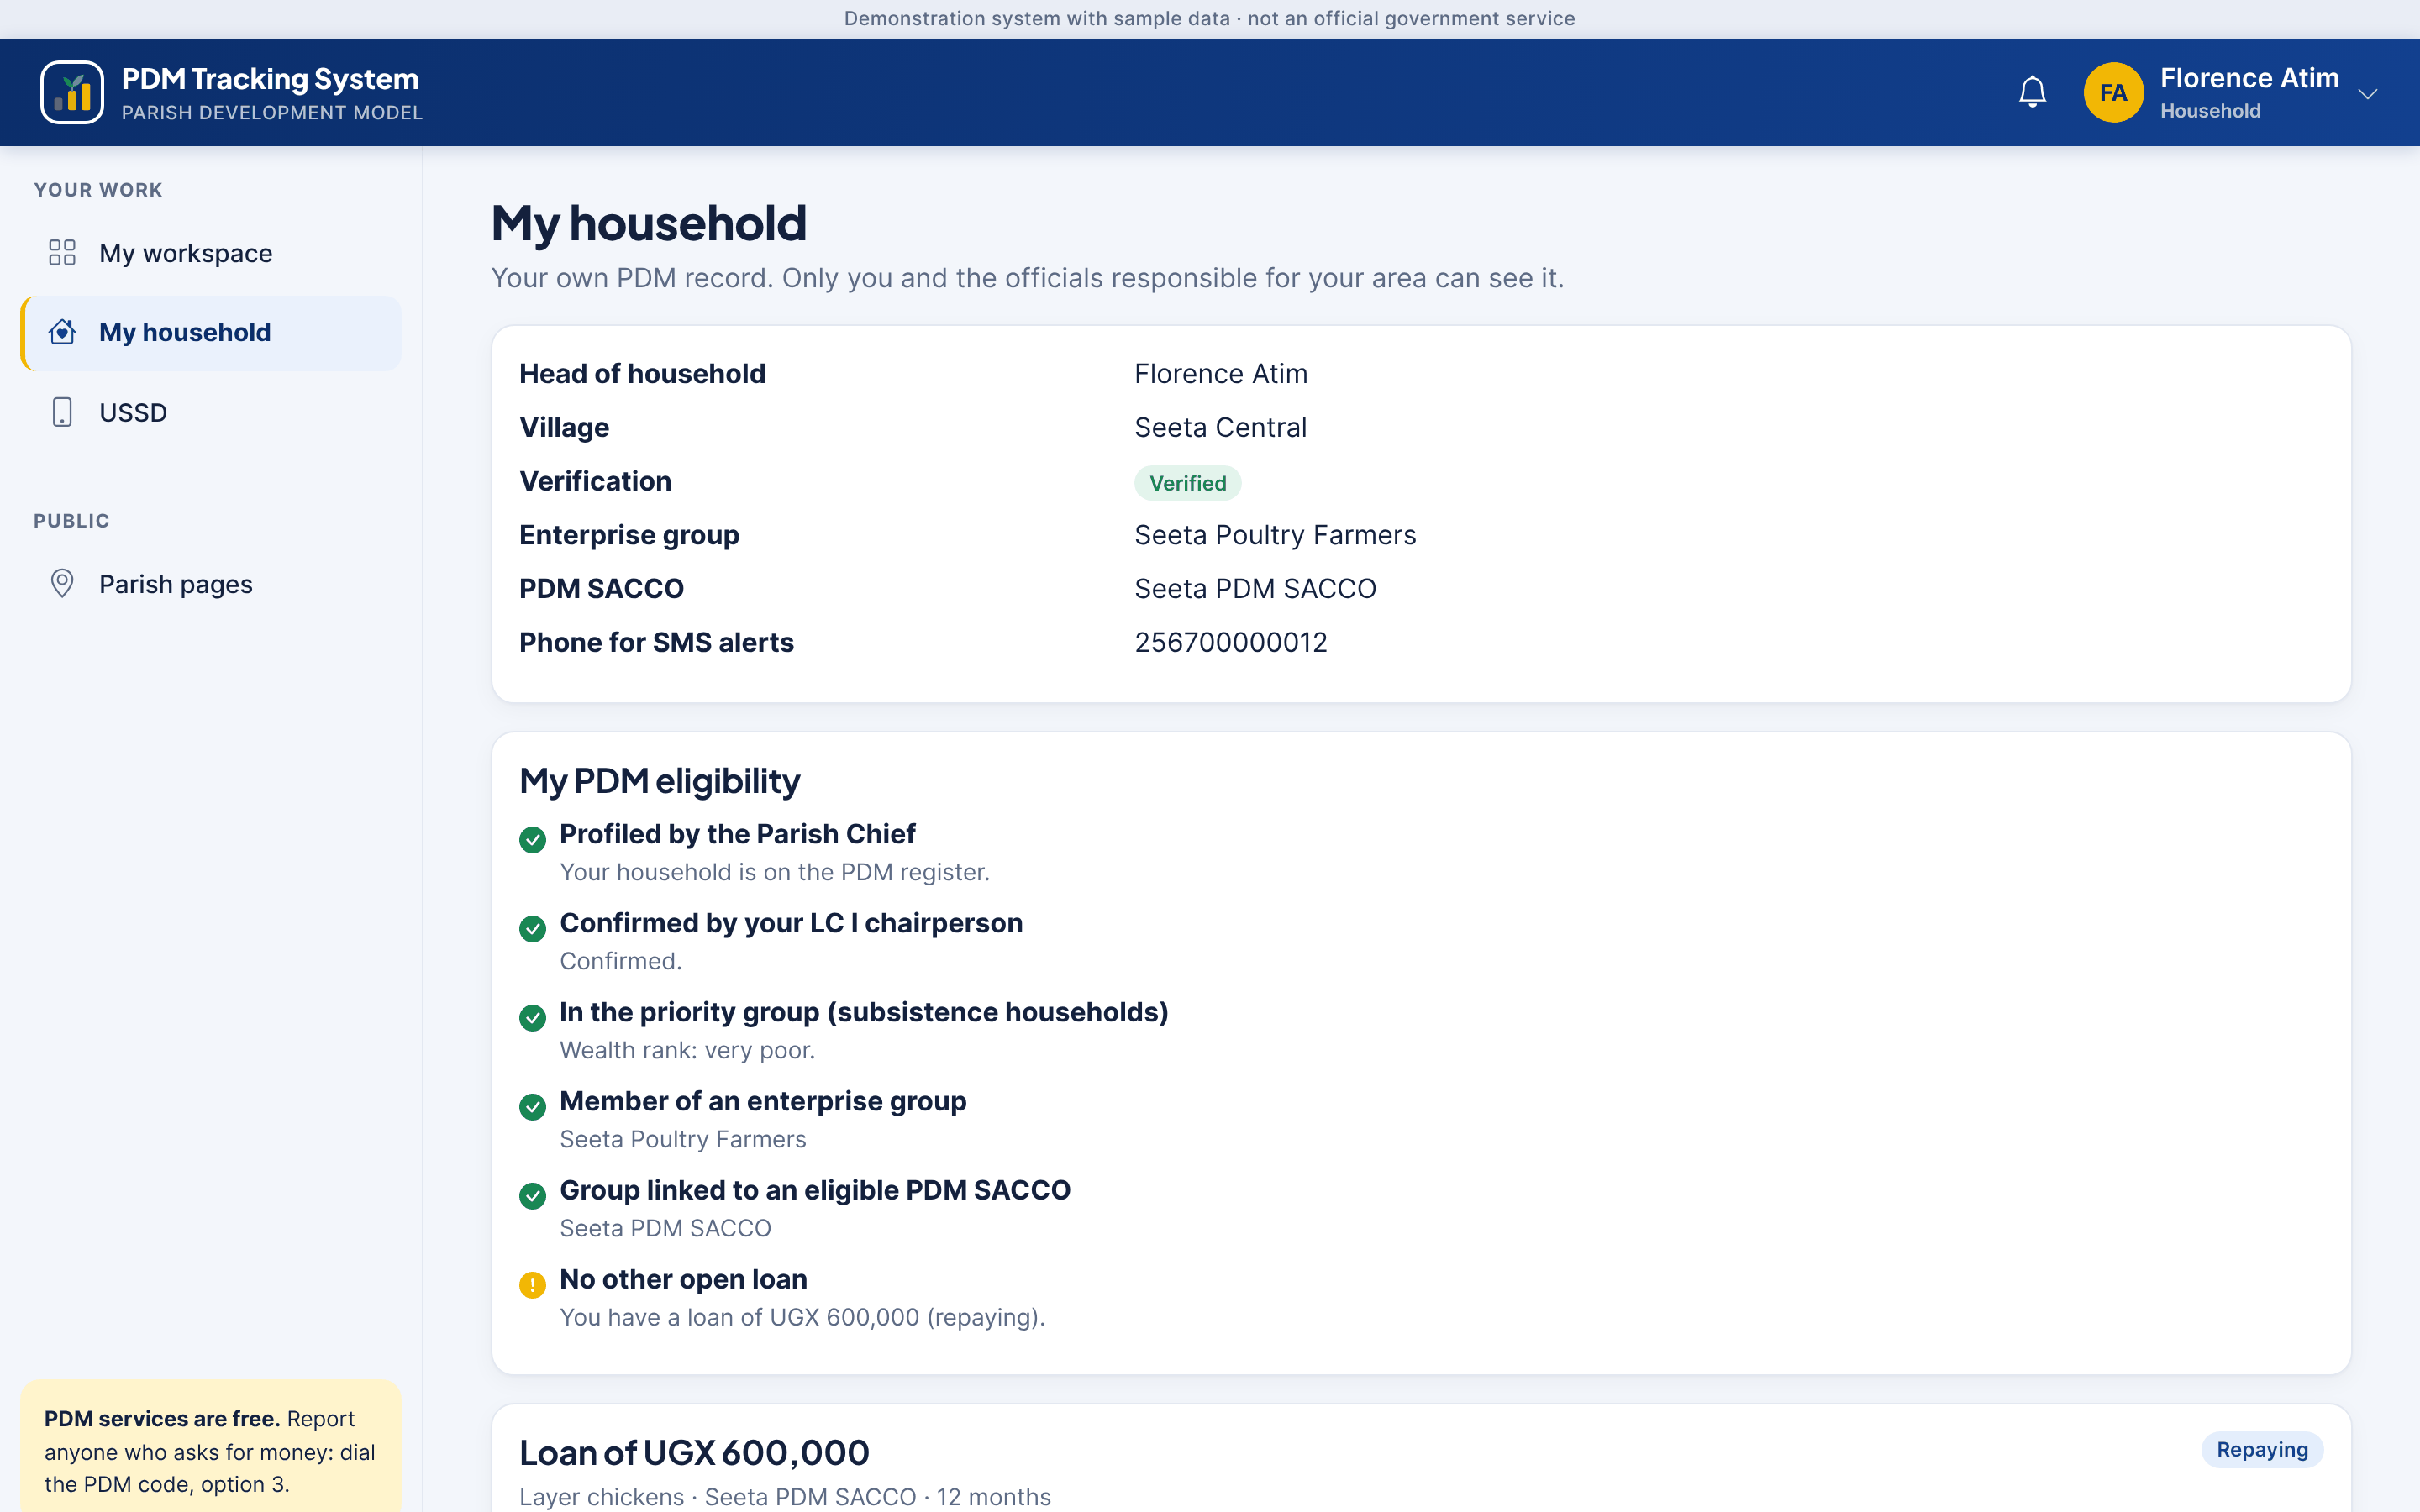 Demonstration system with sample data · not an official government service
PDM Tracking System
PARISH DEVELOPMENT MODEL
FA
Florence Atim
Household
YOUR WORK
My workspace
My household
USSD
PUBLIC
Parish pages
PDM services are free. Report
anyone who asks for money: dial
the PDM code, option 3.
My household
Your own PDM record. Only you and the officials responsible for your area can see it.
Head of household Florence Atim
Village Seeta Central
Verification Verified
Enterprise group Seeta Poultry Farmers
PDM SACCO Seeta PDM SACCO
Phone for SMS alerts 256700000012
My PDM eligibility
Profiled by the Parish Chief
Your household is on the PDM register.
Confirmed by your LC I chairperson
Confirmed.
In the priority group (subsistence households)
Wealth rank: very poor.
Member of an enterprise group
Seeta Poultry Farmers
Group linked to an eligible PDM SACCO
Seeta PDM SACCO
No other open loan
You have a loan of UGX 600,000 (repaying).
Loan of UGX 600,000 Repaying
Layer chickens · Seeta PDM SACCO · 12 months